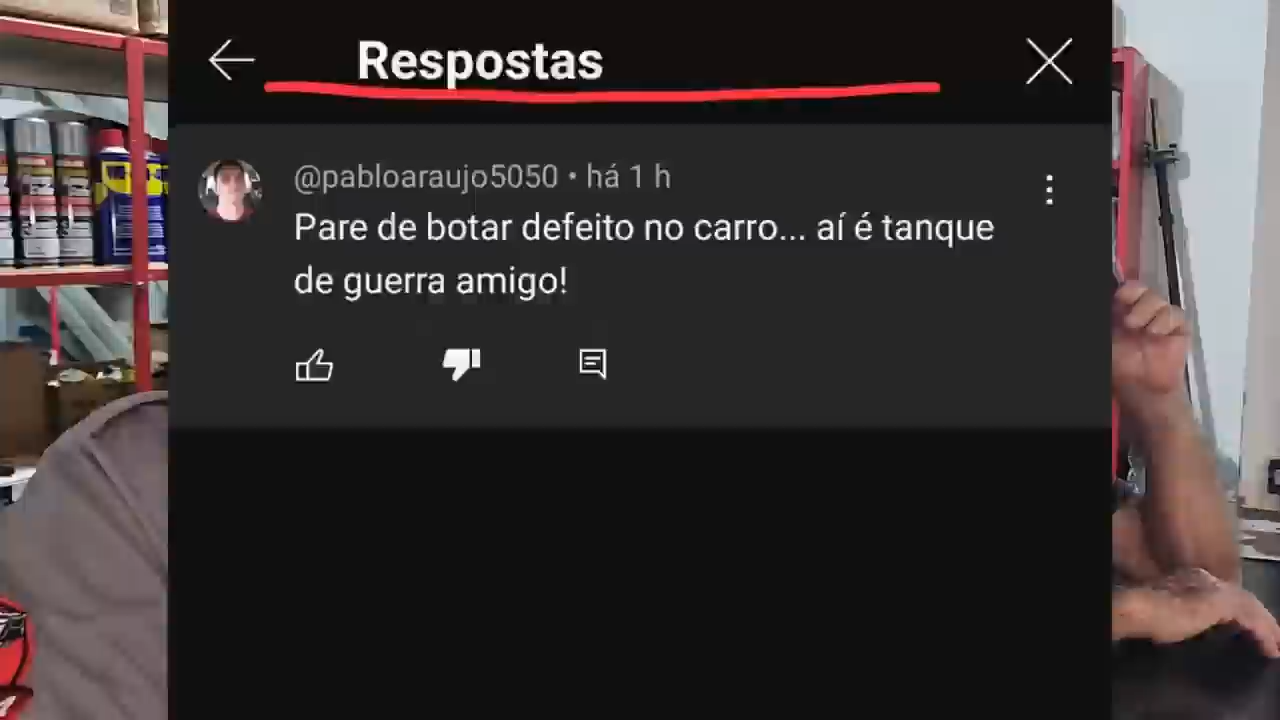 Respostas
@pabloaraujo5050 • há 1 h
Pare de botar defeito no carro... aí é tanque
de guerra amigo!